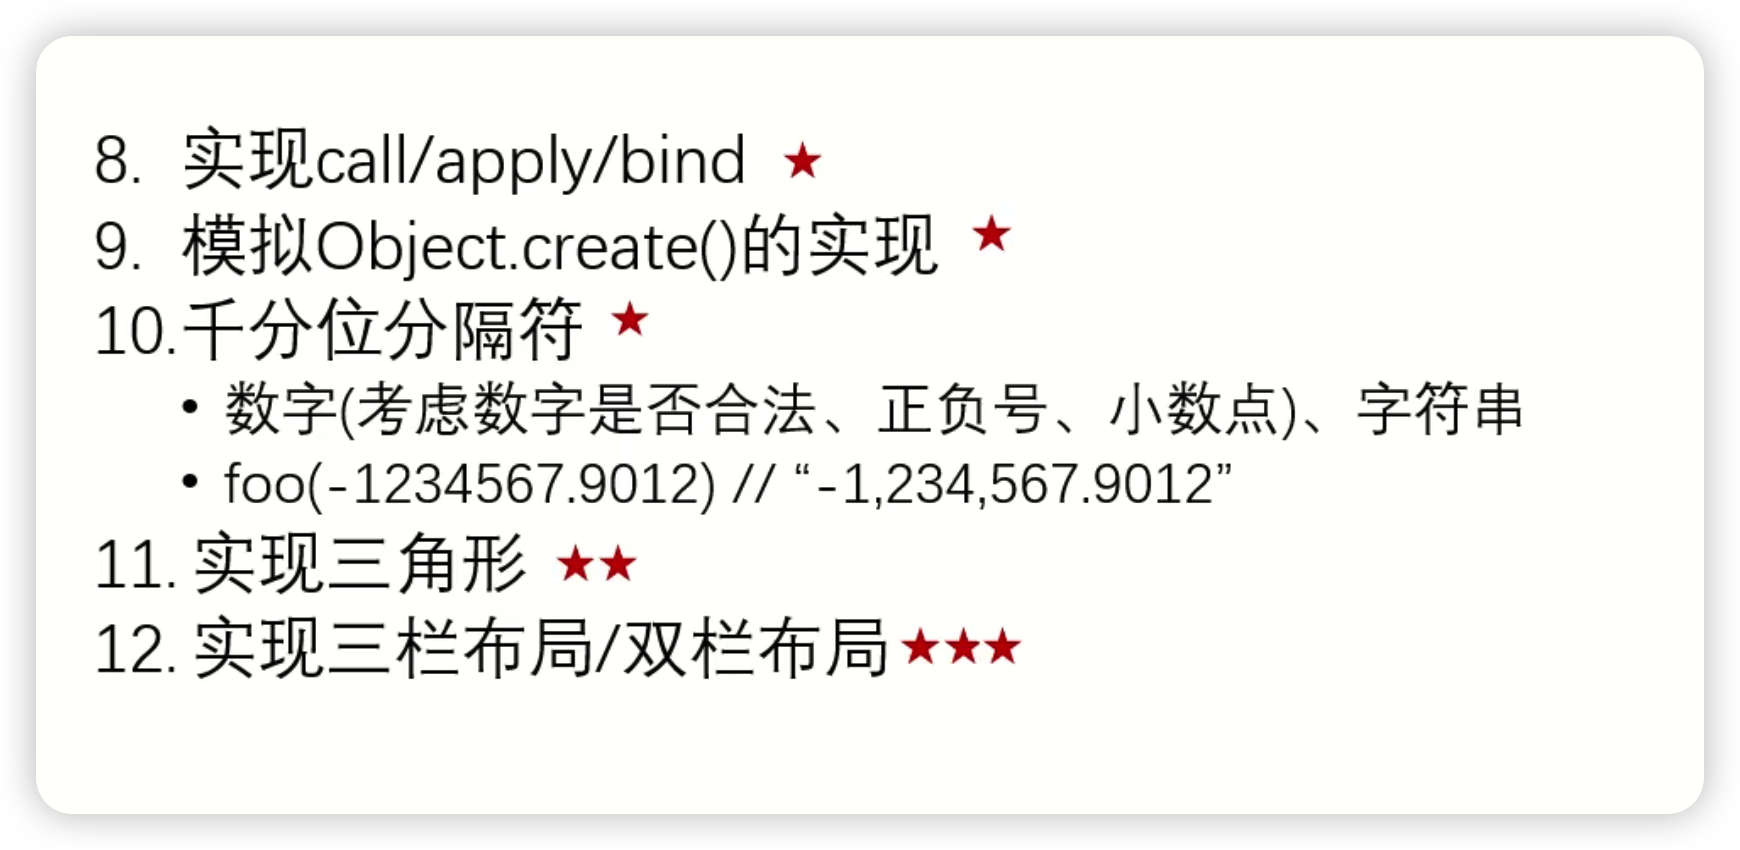 8. 实现call/apply/bind ★
9. 模拟Object.create()的实现 ★
10.千分位分隔符 ★
• 数字(考虑数字是否合法、正负号、小数点)、字符串
• foo(-1234567.9012) // “-1,234,567.9012”
11. 实现三角形 ★★
12. 实现三栏布局/双栏布局★★★